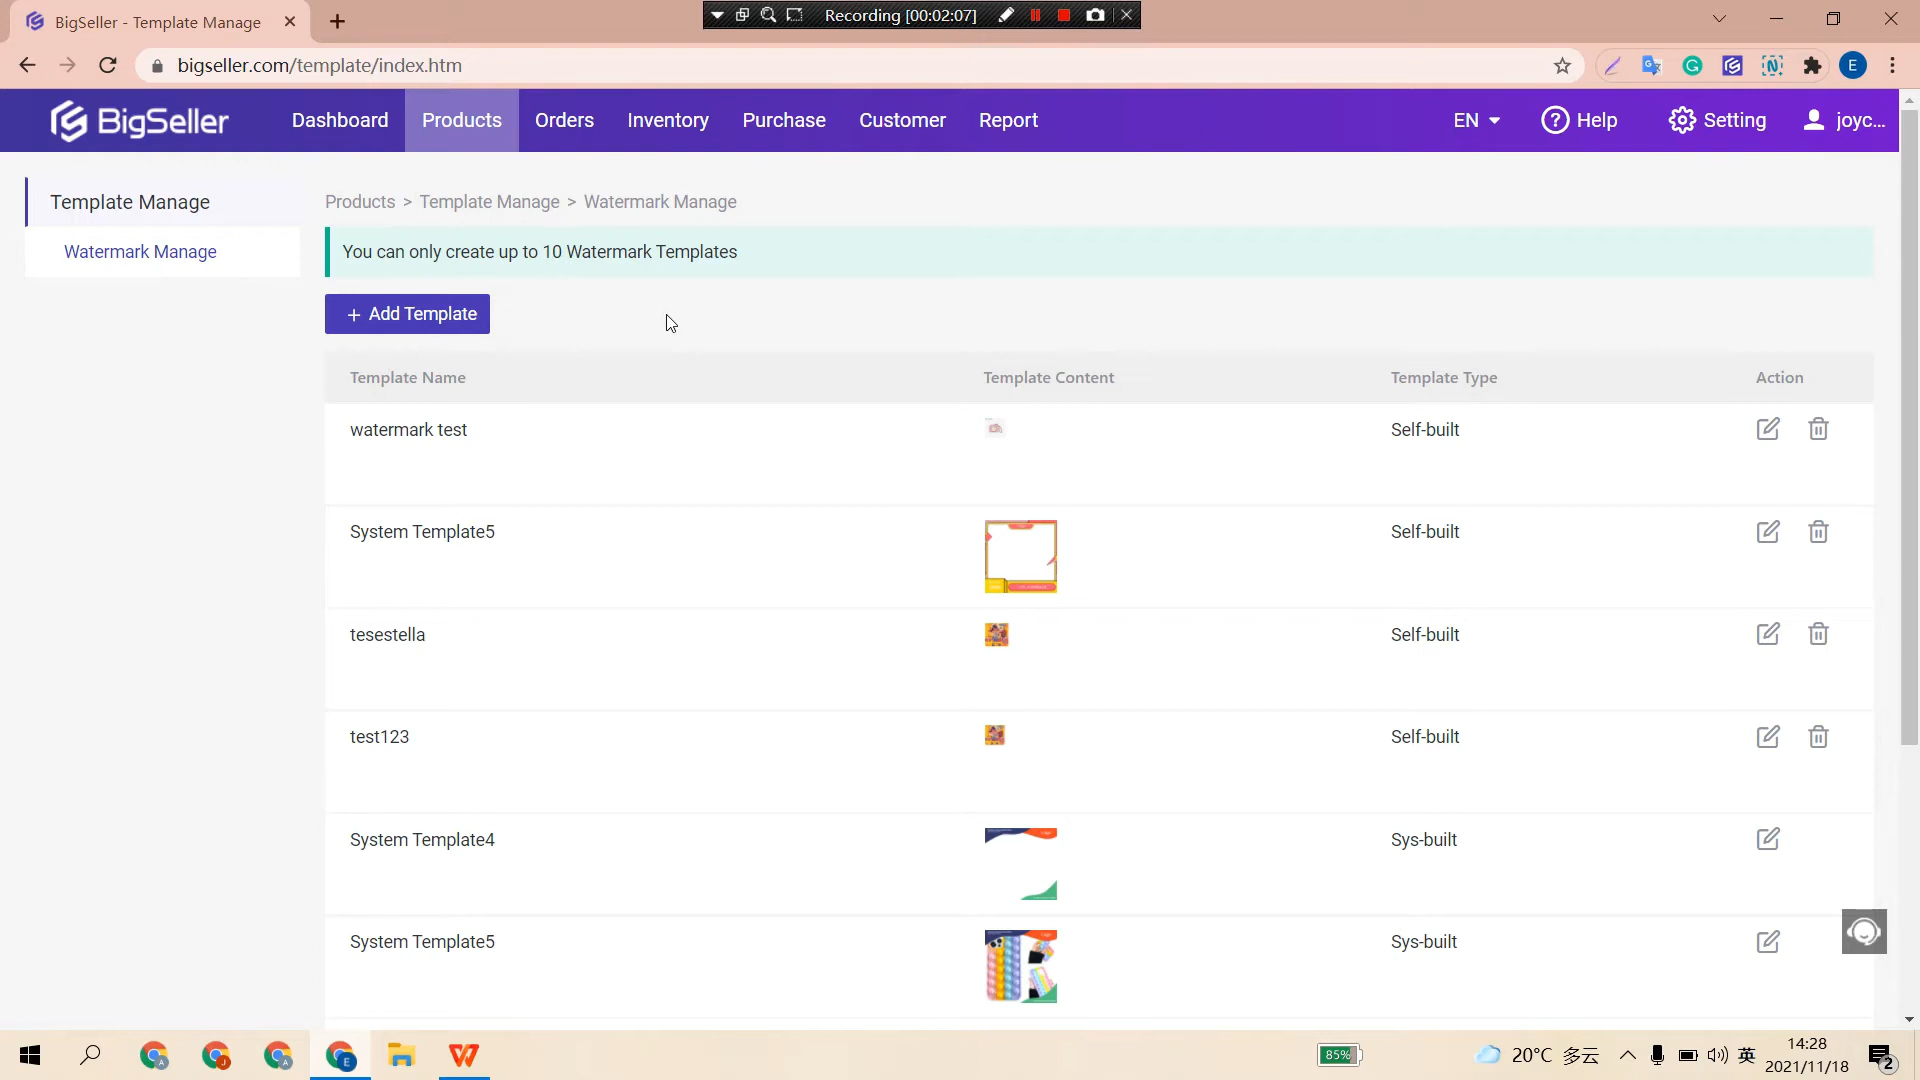 BigSeller - Template Manage
Recording [00:02:07]
bigseller.com/template/index.htm
E
BigSeller
Dashboard
Products
Orders
Inventory
Purchase
Customer
Report
EN
Help
Setting
joyc...
Template Manage
Watermark Manage
Products > Template Manage > Watermark Manage
You can only create up to 10 Watermark Templates
+ Add Template
Template Name
Template Content
Template Type
Action
watermark test
Self-built
System Template5
Self-built
tesestella
Self-built
test123
Self-built
System Template4
Sys-built
System Template5
Sys-built
85%
20°C 多云
英
14:28
2021/11/18
2